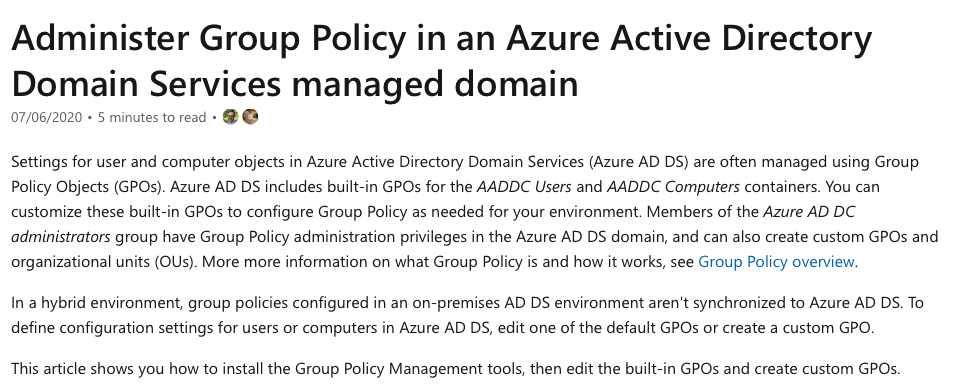 Administer Group Policy in an Azure Active Directory
Domain Services managed domain
07/06/2020 • 5 minutes to read •
Settings for user and computer objects in Azure Active Directory Domain Services (Azure AD DS) are often managed using Group
Policy Objects (GPOs). Azure AD DS includes built-in GPOs for the AADDC Users and AADDC Computers containers. You can
customize these built-in GPOs to configure Group Policy as needed for your environment. Members of the Azure AD DC
administrators group have Group Policy administration privileges in the Azure AD DS domain, and can also create custom GPOs and
organizational units (OUs). More more information on what Group Policy is and how it works, see Group Policy overview.
In a hybrid environment, group policies configured in an on-premises AD DS environment aren't synchronized to Azure AD DS. To
define configuration settings for users or computers in Azure AD DS, edit one of the default GPOs or create a custom GPO.
This article shows you how to install the Group Policy Management tools, then edit the built-in GPOs and create custom GPOs.